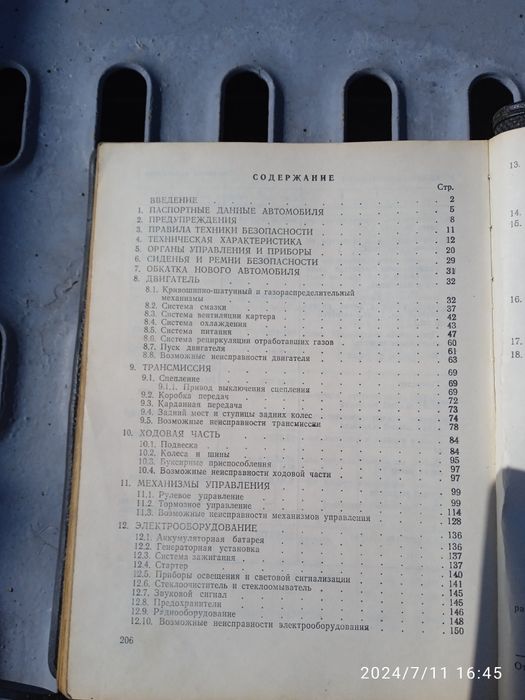 СОДЕРЖАНИЕ
Стр.
ВВЕДЕНИЕ 2
1. ПАСПОРТНЫЕ ДАННЫЕ АВТОМОБИЛЯ 5
2. ПРЕДУПРЕЖДЕНИЯ 8
3. ПРАВИЛА ТЕХНИКИ БЕЗОПАСНОСТИ 11
4. ТЕХНИЧЕСКАЯ ХАРАКТЕРИСТИКА 12
5. ОРГАНЫ УПРАВЛЕНИЯ И ПРИБОРЫ 20
6. СИДЕНЬЯ И РЕМНИ БЕЗОПАСНОСТИ 29
7. ОБКАТКА НОВОГО АВТОМОБИЛЯ 31
8. ДВИГАТЕЛЬ 32
8.1. Кривошипно-шатунный и газораспределительный
механизмы 32
8.2. Система смазки 37
8.3. Система вентиляции картера 42
8.4. Система охлаждения 43
8.5. Система питания 47
8.6. Система рециркуляции отработавших газов 60
8.7. Пуск двигателя 61
8.8. Возможные неисправности двигателя 63
9. ТРАНСМИССИЯ 69
9.1. Сцепление 69
9.1.1. Привод выключения сцепления 69
9.2. Коробка передач 72
9.3. Карданная передача 73
9.4. Задний мост и ступицы задних колес 74
9.5. Возможные неисправности трансмиссии 78
10. ХОДОВАЯ ЧАСТЬ 84
10.1. Подвеска 84
10.2. Колеса и шины 95
10.3. Буксирные приспособления 97
10.4. Возможные неисправности ходовой части 97
11. МЕХАНИЗМЫ УПРАВЛЕНИЯ 99
11.1. Рулевое управление 99
11.2. Тормозное управление 114
11.3. Возможные неисправности механизмов управления 128
12. ЭЛЕКТРООБОРУДОВАНИЕ 136
12.1. Аккумуляторная батарея 136
12.2. Генераторная установка 137
12.3. Система зажигания 137
12.4. Стартер 140
12.5. Приборы освещения и световой сигнализации 141
12.6. Стеклоочиститель и стеклоомыватель 145
12.7. Звуковой сигнал 145
12.8. Предохранители 146
12.9. Радиооборудование 148
12.10. Возможные неисправности электрооборудования 150
206
13.
14.
15.
16.
17.
18.
2024/7/11 16:45